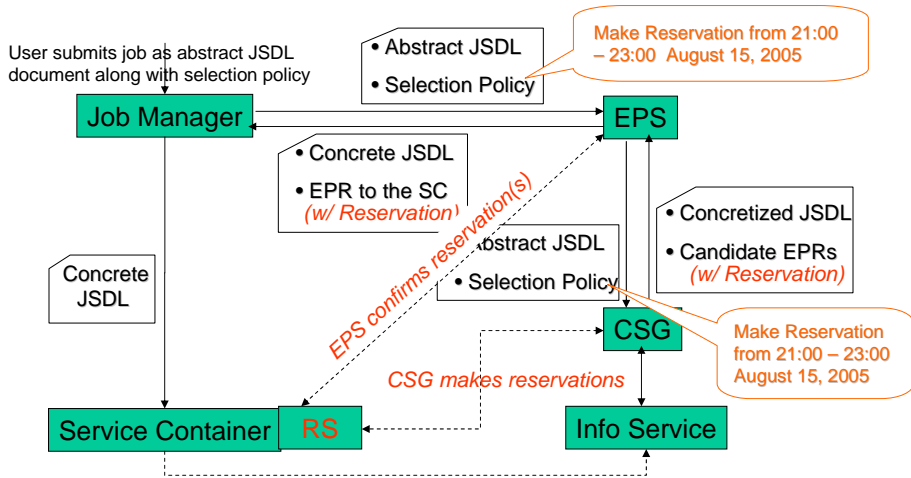 User submits job as abstract JSDL
document along with selection policy
• Abstract JSDL
• Selection Policy
Make Reservation from 21:00
– 23:00 August 15, 2005
Job Manager
EPS
• Concrete JSDL
• EPR to the SC
(w/ Reservation)
EPS confirms reservation(s)
Abstract JSDL
• Selection Policy
• Concretized JSDL
• Candidate EPRs
(w/ Reservation)
Concrete
JSDL
CSG
Make Reservation
from 21:00 – 23:00
August 15, 2005
CSG makes reservations
Service Container
RS
Info Service